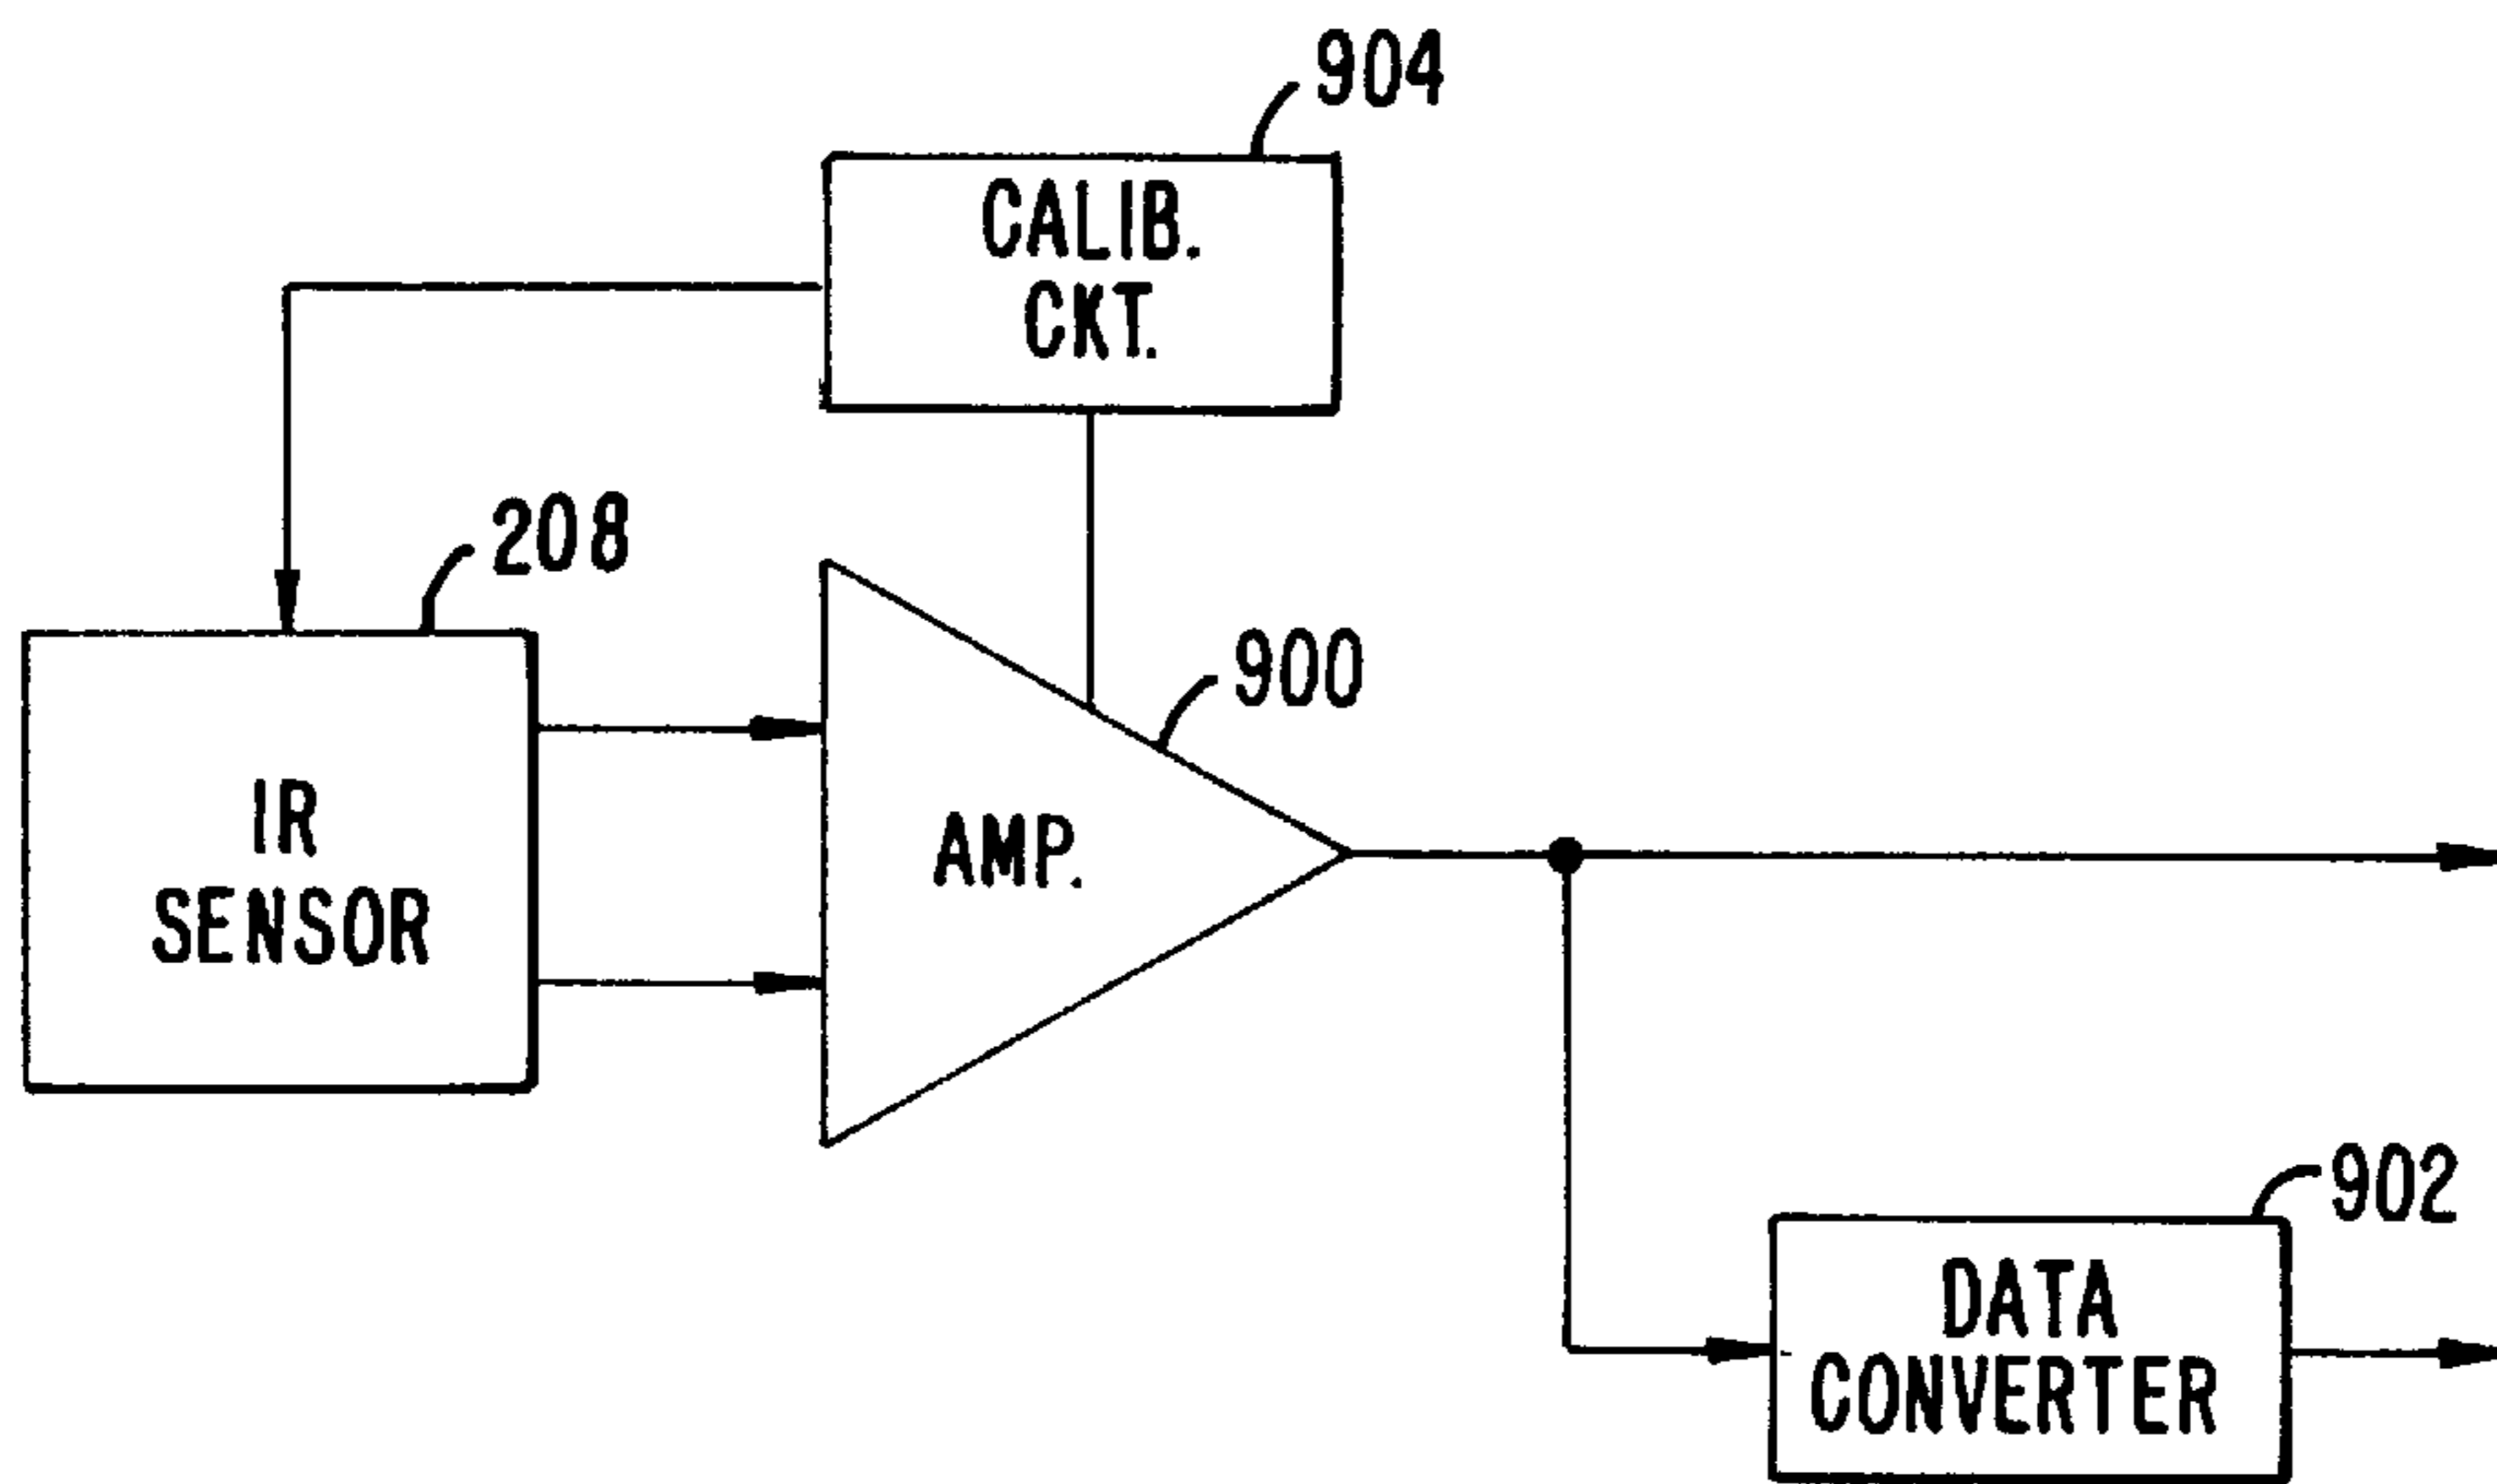 904
CALIB.
CKT.
208
900
IR
SENSOR
AMP.
902
DATA
CONVERTER